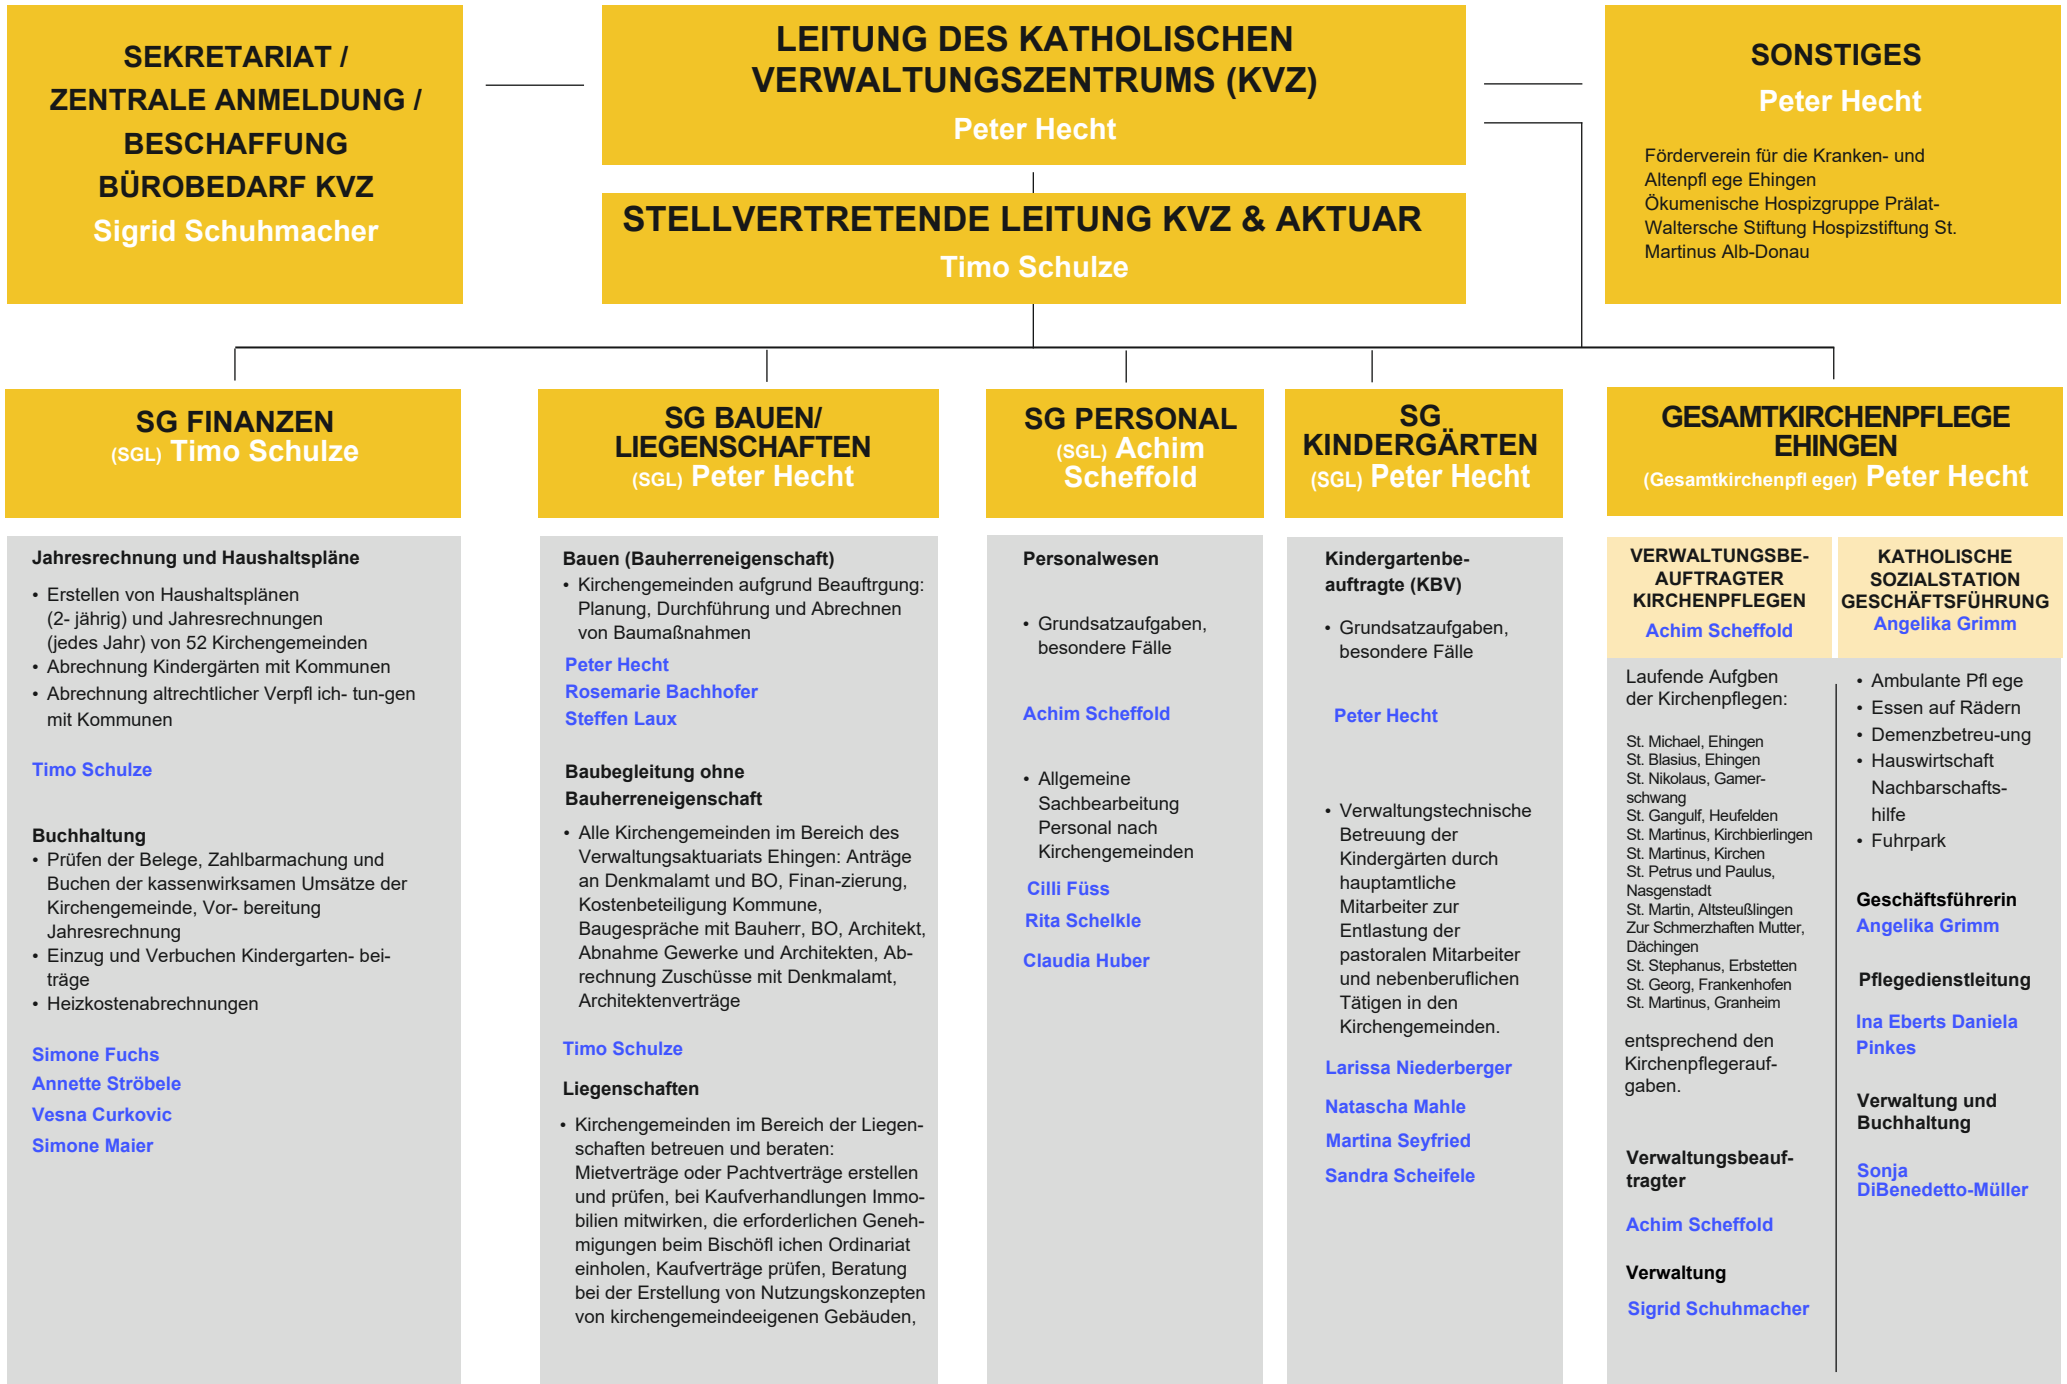 SEKRETARIAT /
ZENTRALE ANMELDUNG /
BESCHAFFUNG
BÜROBEDARF KVZ
Sigrid Schuhmacher
LEITUNG DES KATHOLISCHEN
VERWALTUNGSZENTRUMS (KVZ)
Peter Hecht
STELLVERTRETENDE LEITUNG KVZ & AKTUAR
Timo Schulze
SONSTIGES
Peter Hecht
Förderverein für die Kranken- und
Altenpfl ege Ehingen
Ökumenische Hospizgruppe Prälat-
Waltersche Stiftung Hospizstiftung St.
Martinus Alb-Donau
SG FINANZEN
(SGL) Timo Schulze
Jahresrechnung und Haushaltspläne
• Erstellen von Haushaltsplänen
(2- jährig) und Jahresrechnungen
(jedes Jahr) von 52 Kirchengemeinden
• Abrechnung Kindergärten mit Kommunen
• Abrechnung altrechtlicher Verpfl ich- tun-gen
mit Kommunen
Timo Schulze
Buchhaltung
• Prüfen der Belege, Zahlbarmachung und
Buchen der kassenwirksamen Umsätze der
Kirchengemeinde, Vor- bereitung
Jahresrechnung
• Einzug und Verbuchen Kindergarten- bei-
träge
• Heizkostenabrechnungen
Simone Fuchs
Annette Ströbele
Vesna Curkovic
Simone Maier
SG BAUEN/
LIEGENSCHAFTEN
(SGL) Peter Hecht
Bauen (Bauherreneigenschaft)
• Kirchengemeinden aufgrund Beauftrgung:
Planung, Durchführung und Abrechnen
von Baumaßnahmen
Peter Hecht
Rosemarie Bachhofer
Steffen Laux
Baubegleitung ohne
Bauherreneigenschaft
• Alle Kirchengemeinden im Bereich des
Verwaltungsaktuariats Ehingen: Anträge
an Denkmalamt und BO, Finan-zierung,
Kostenbeteiligung Kommune,
Baugespräche mit Bauherr, BO, Architekt,
Abnahme Gewerke und Architekten, Ab-
rechnung Zuschüsse mit Denkmalamt,
Architektenverträge
Timo Schulze
Liegenschaften
• Kirchengemeinden im Bereich der Liegen-
schaften betreuen und beraten:
Mietverträge oder Pachtverträge erstellen
und prüfen, bei Kaufverhandlungen Immo-
bilien mitwirken, die erforderlichen Geneh-
migungen beim Bischöfl ichen Ordinariat
einholen, Kaufverträge prüfen, Beratung
bei der Erstellung von Nutzungskonzepten
von kirchengemeindeeigenen Gebäuden,
SG PERSONAL
(SGL) Achim
Scheffold
Personalwesen
• Grundsatzaufgaben,
besondere Fälle
Achim Scheffold
• Allgemeine
Sachbearbeitung
Personal nach
Kirchengemeinden
Cilli Füss
Rita Schelkle
Claudia Huber
SG
KINDERGÄRTEN
(SGL) Peter Hecht
Kindergartenbe-
auftragte (KBV)
• Grundsatzaufgaben,
besondere Fälle
Peter Hecht
• Verwaltungstechnische
Betreuung der
Kindergärten durch
hauptamtliche
Mitarbeiter zur
Entlastung der
pastoralen Mitarbeiter
und nebenberuflichen
Tätigen in den
Kirchengemeinden.
Larissa Niederberger
Natascha Mahle
Martina Seyfried
Sandra Scheifele
GESAMTKIRCHENPFLEGE
EHINGEN
(Gesamtkirchenpfl eger) Peter Hecht
VERWALTUNGSBE-
AUFTRAGTER
KIRCHENPFLEGEN
Achim Scheffold
Laufende Aufgben
der Kirchenpflegen:
St. Michael, Ehingen
St. Blasius, Ehingen
St. Nikolaus, Gamer-
schwang
St. Gangulf, Heufelden
St. Martinus, Kirchbierlingen
St. Martinus, Kirchen
St. Petrus und Paulus,
Nasgenstadt
St. Martin, Altsteußlingen
Zur Schmerzhaften Mutter,
Dächingen
St. Stephanus, Erbstetten
St. Georg, Frankenhofen
St. Martinus, Granheim
entsprechend den
Kirchenpflegerauf-
gaben.
Verwaltungsbeauf-
tragter
Achim Scheffold
Verwaltung
Sigrid Schuhmacher
KATHOLISCHE
SOZIALSTATION
GESCHÄFTSFÜHRUNG
Angelika Grimm
• Ambulante Pfl ege
• Essen auf Rädern
• Demenzbetreu-ung
• Hauswirtschaft
Nachbarschafts-
hilfe
• Fuhrpark
Geschäftsführerin
Angelika Grimm
Pflegedienstleitung
Ina Eberts Daniela
Pinkes
Verwaltung und
Buchhaltung
Sonja
DiBenedetto-Müller